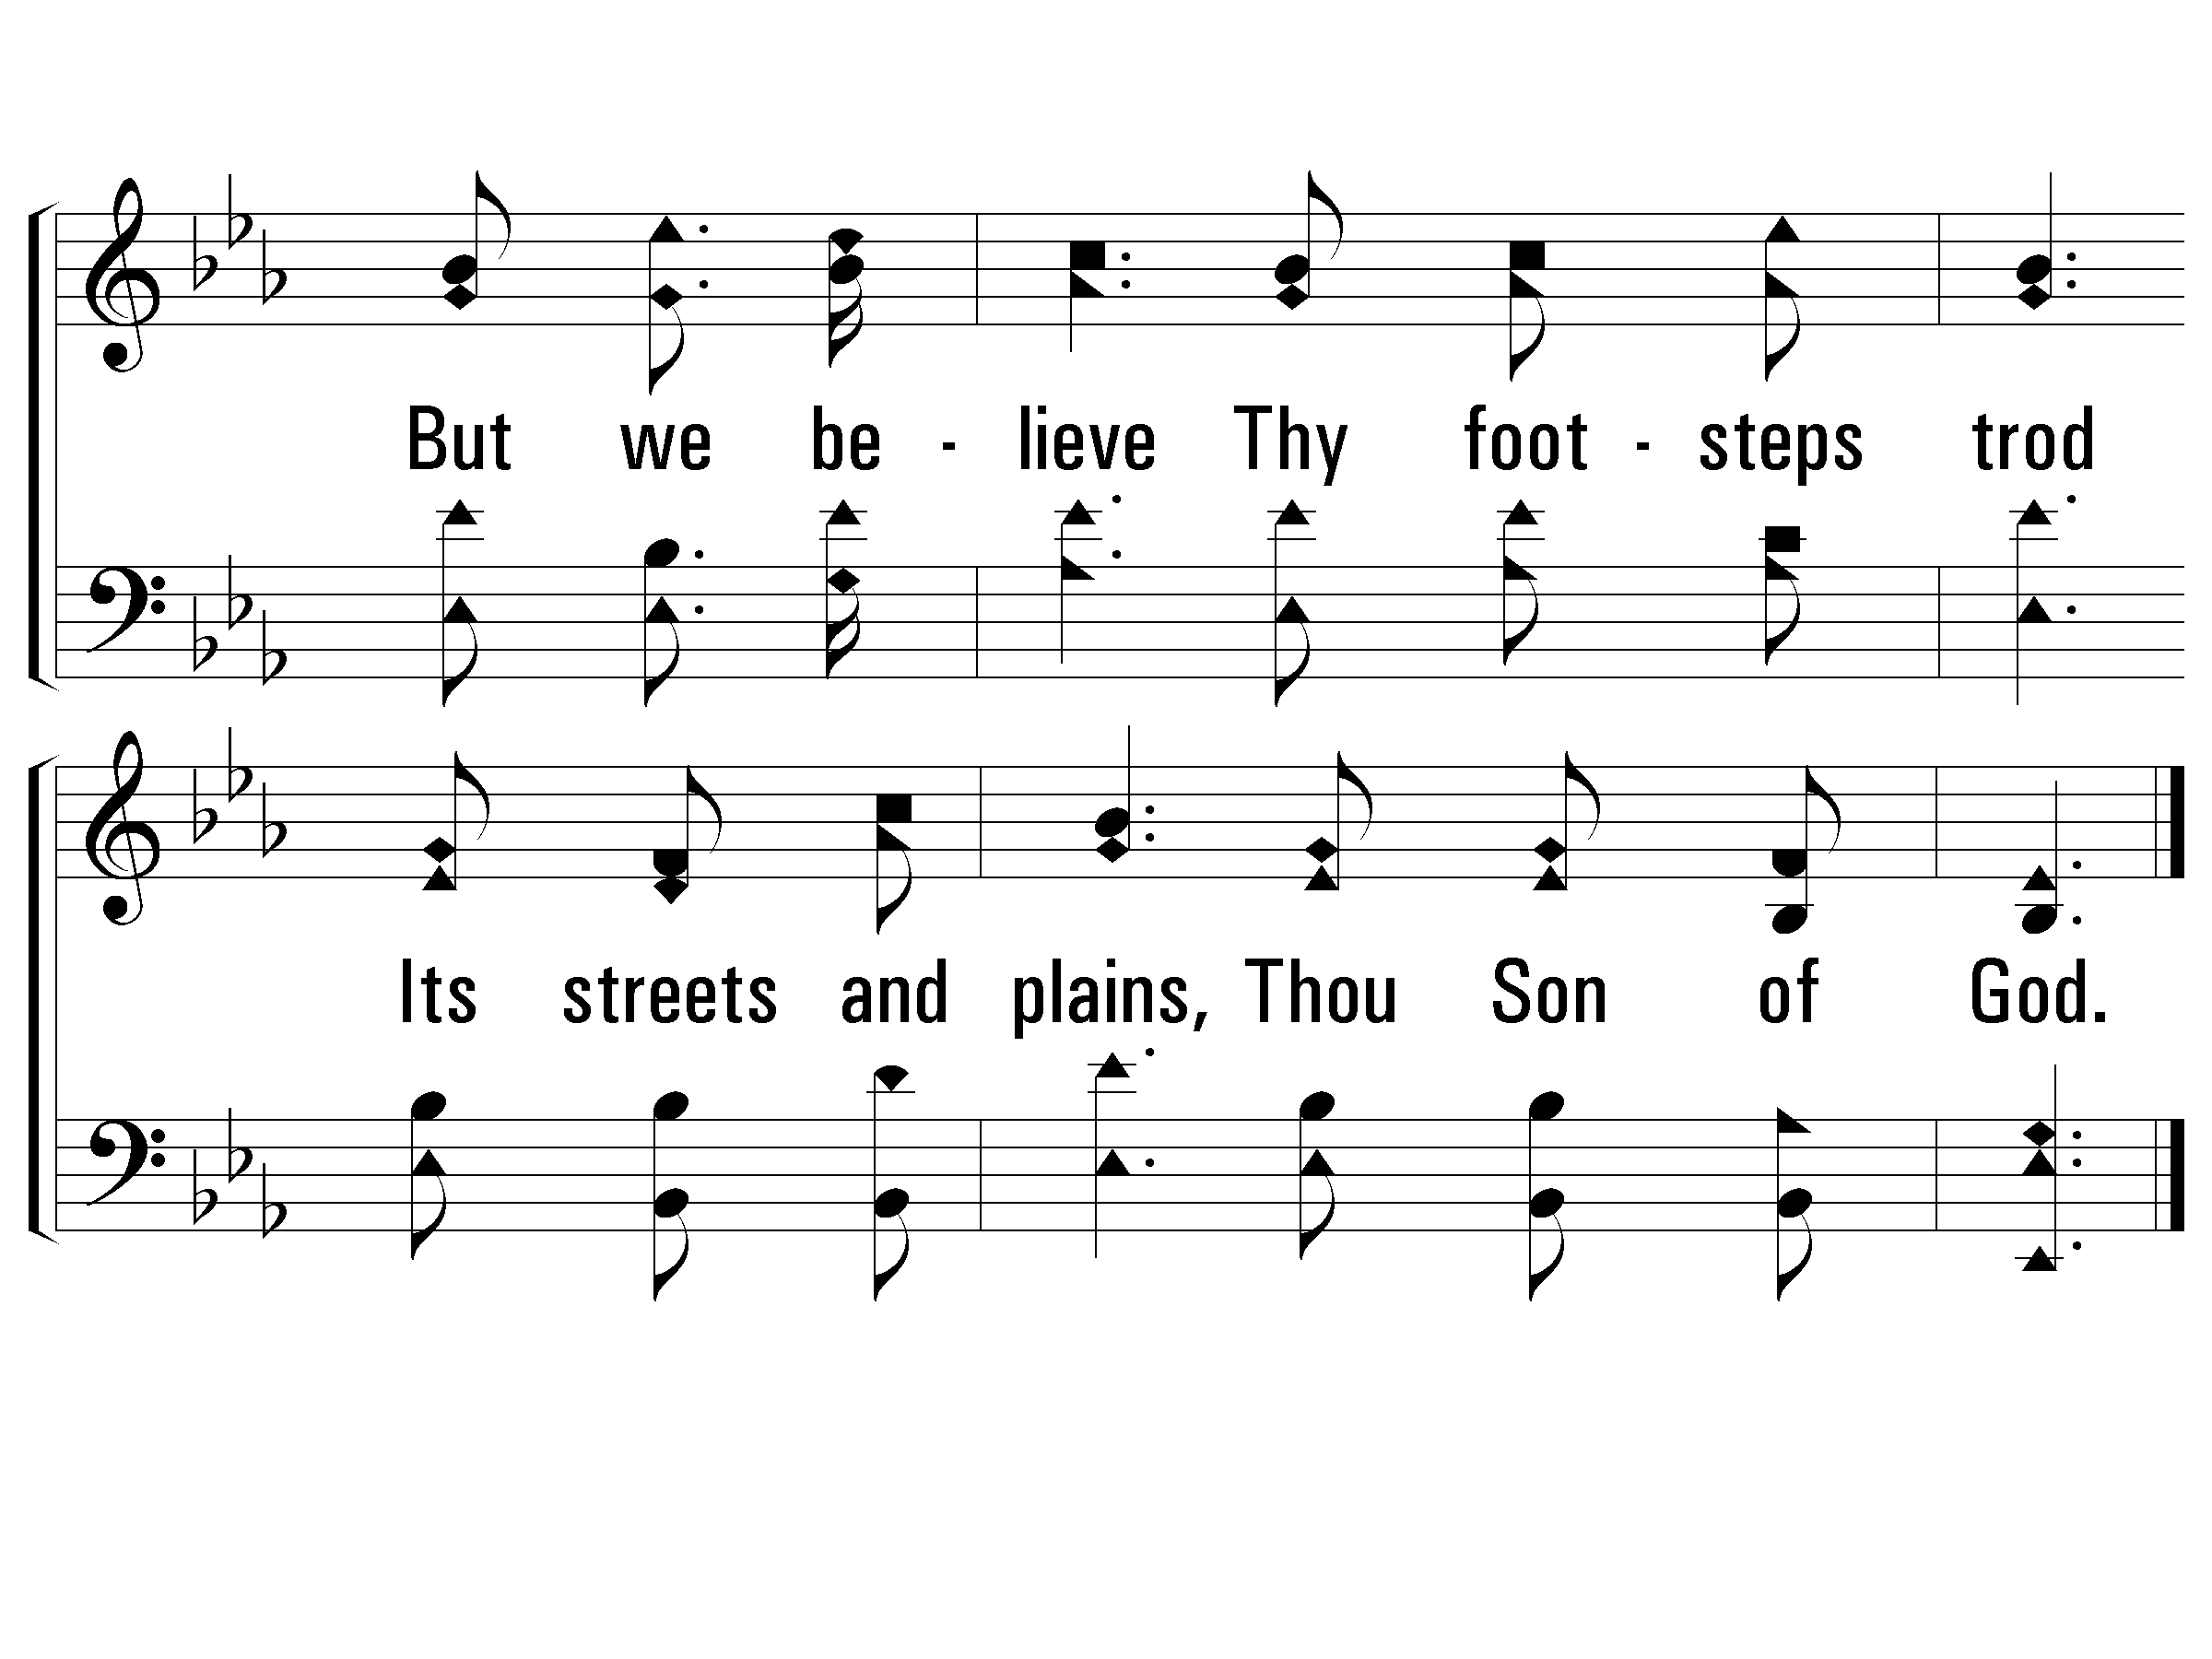 But we be - lieve Thy foot - steps trod
Its streets and plains, Thou Son of God.